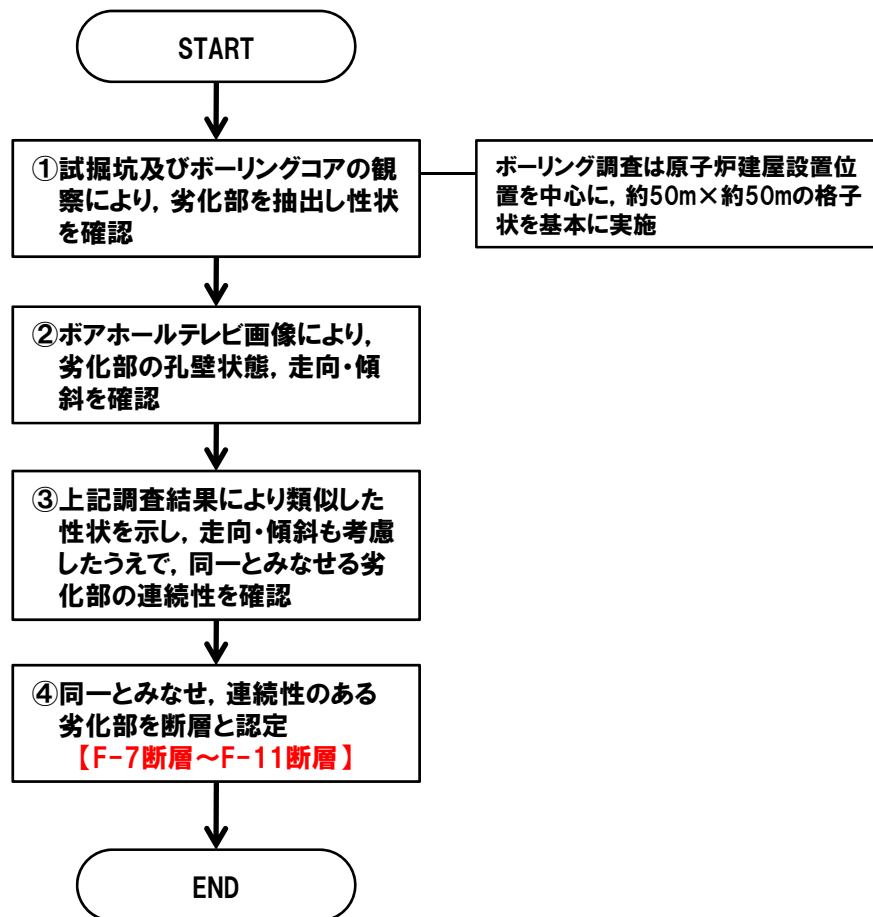 START
①試掘坑及びボーリングコアの観
察により，劣化部を抽出し性状
を確認
ボーリング調査は原子炉建屋設置位
置を中心に，約50m×約50mの格子
状を基本に実施
②ボアホールテレビ画像により，
劣化部の孔壁状態，走向・傾
斜を確認
③上記調査結果により類似した
性状を示し，走向・傾斜も考慮
したうえで，同一とみなせる劣
化部の連続性を確認
④同一とみなせ，連続性のある
劣化部を断層と認定
【F-7断層～F-11断層】
END